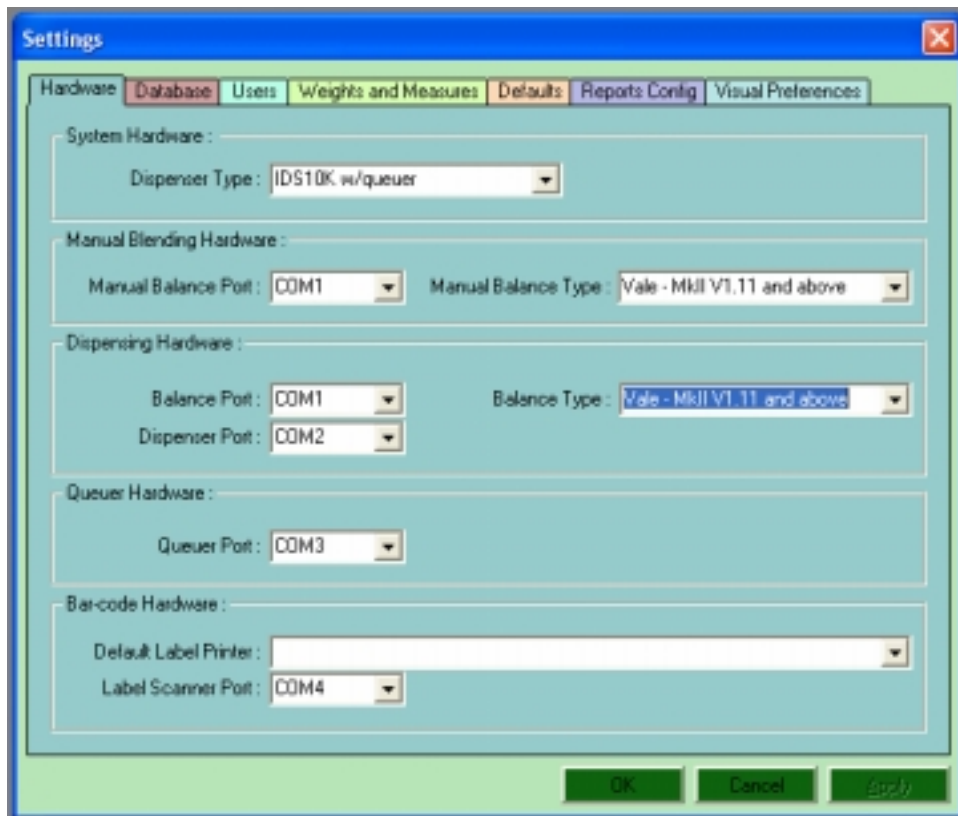 Settings
Hardware Database Users Weights and Measures Defaults Reports Config Visual Preferences
System Hardware :
Dispenser Type : IDS10K w/queuer
Manual Blending Hardware :
Manual Balance Port : COM1 Manual Balance Type : Vale - MkII V1.11 and above
Dispensing Hardware :
Balance Port : COM1 Balance Type : Vale - MkII V1.11 and above
Dispenser Port : COM2
Queuer Hardware :
Queuer Port : COM3
Bar-code Hardware :
Default Label Printer :
Label Scanner Port : COM4
OK Cancel Apply